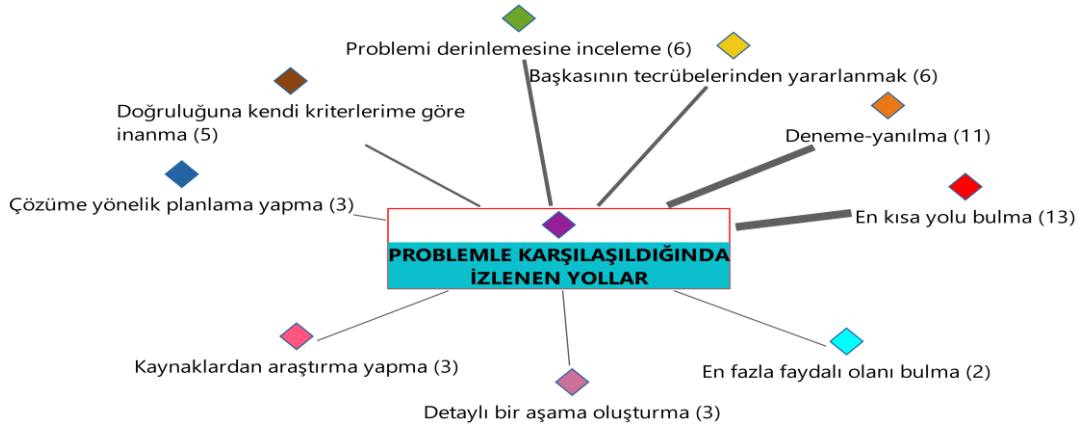 Problemi derinlemesine inceleme (6)
Başkasının tecrübelerinden yararlanmak (6)
Doğruluğuna kendi kriterlerime göre
inanma (5)
Deneme-yanılma (11)
Çözüme yönelik planlama yapma (3)
En kısa yolu bulma (13)
PROBLEMLE KARŞILAŞILDIĞINDA
İZLENEN YOLLAR
Kaynaklardan araştırma yapma (3)
En fazla faydalı olanı bulma (2)
Detaylı bir aşama oluşturma (3)